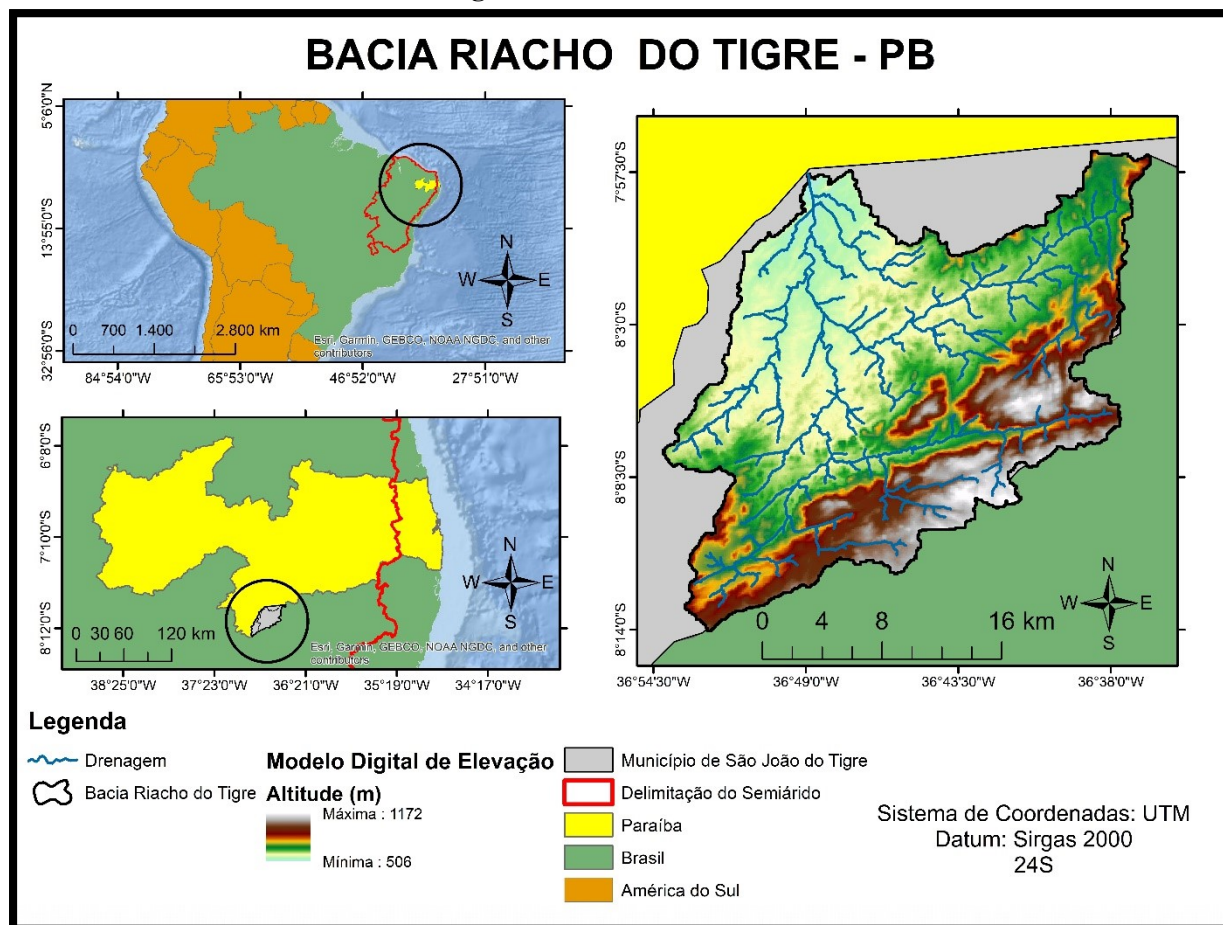 BACIA RIACHO DO TIGRE - PB
5°6'0"N
13°55'0"S
32°56'0"S
N
W E
S
0 700 1.400 2.800 km
Esri, Garmin, GEBCO, NOAA NGDC, and other
contributors
84°54'0"W 65°53'0"W 46°52'0"W 27°51'0"W
6°8'0"S
7°10'0"S
8°12'0"S
N
W E
S
0 30 60 120 km
Esri, Garmin, GEBCO, NOAA NGDC, and other
contributors
38°25'0"W 37°23'0"W 36°21'0"W 35°19'0"W 34°17'0"W
7°57'30"S
8°3'0"S
8°8'30"S
8°14'0"S
N
W E
S
0 4 8 16 km
36°54'30"W 36°49'0"W 36°43'30"W 36°38'0"W
Legenda
Drenagem
Bacia Riacho do Tigre
Modelo Digital de Elevação
Altitude (m)
Máxima : 1172
Mínima : 506
Município de São João do Tigre
Delimitação do Semiárido
Paraíba
Brasil
América do Sul
Sistema de Coordenadas: UTM
Datum: Sirgas 2000
24S